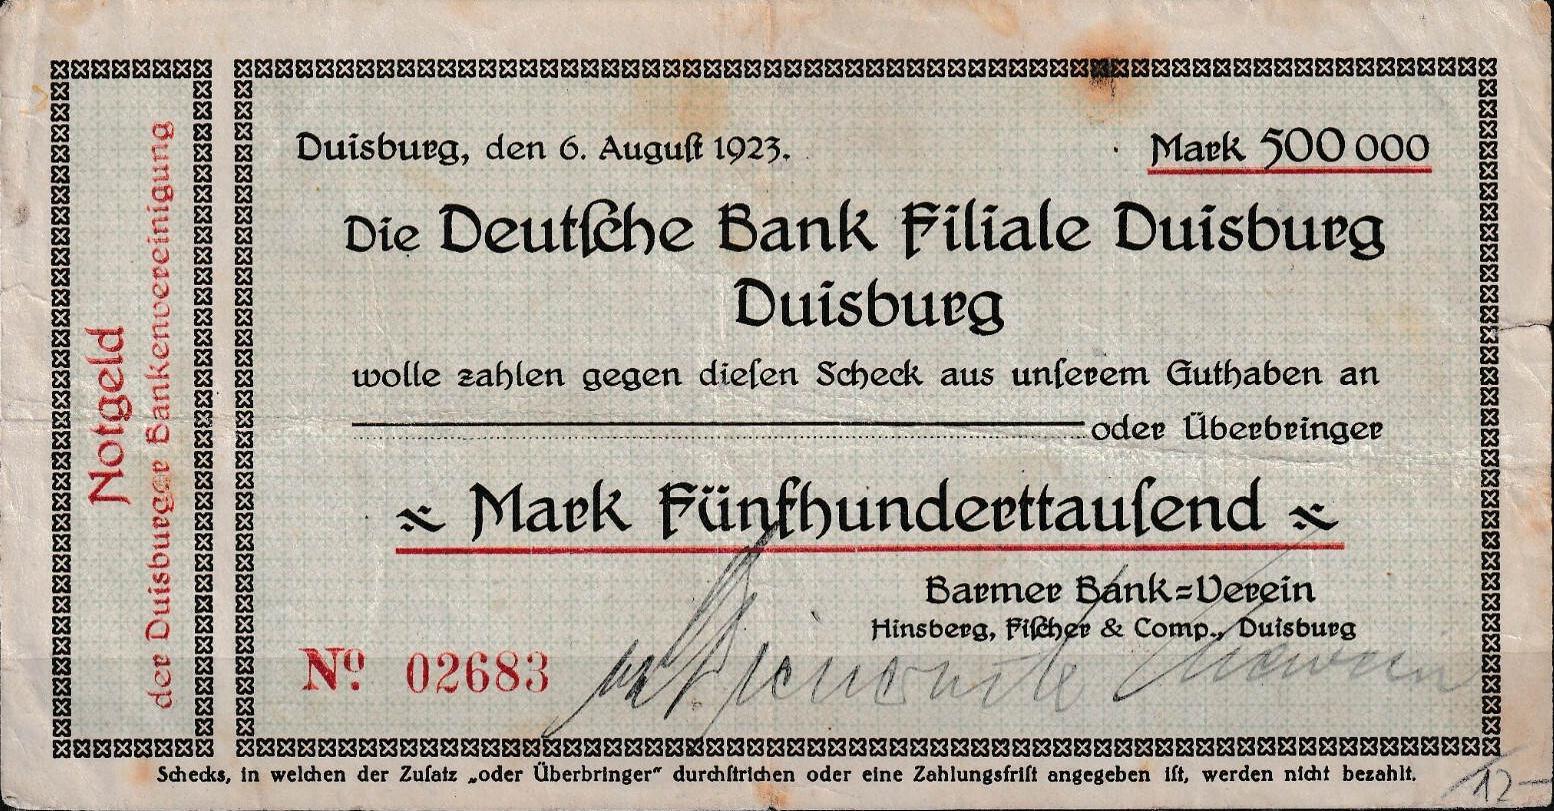 Notgeld
der Duisburger Bankenvereinigung
Duisburg, den 6. Auguſt 1923.
Mark 500 000
Die Deutſche Bank Filiale Duisburg
Duisburg
wolle zahlen gegen dieſen Scheck aus unſerem Guthaben an
oder Überbringer
Mark Fünfhunderttauſend
Barmer Bank=Verein
Hinsberg, Fiſcher & Comp., Duisburg
No. 02683
Schecks, in welchen der Zuſatz „oder Überbringer“ durchſtrichen oder eine Zahlungsfriſt angegeben iſt, werden nicht bezahlt.
12-